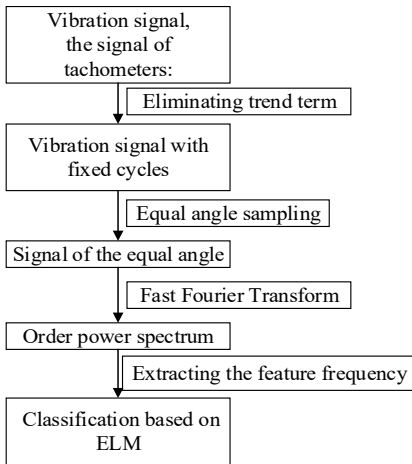 Vibration signal,
the signal of
tachometers:
Eliminating trend term
Vibration signal with
fixed cycles
Equal angle sampling
Signal of the equal angle
Fast Fourier Transform
Order power spectrum
Extracting the feature frequency
Classification based on
ELM